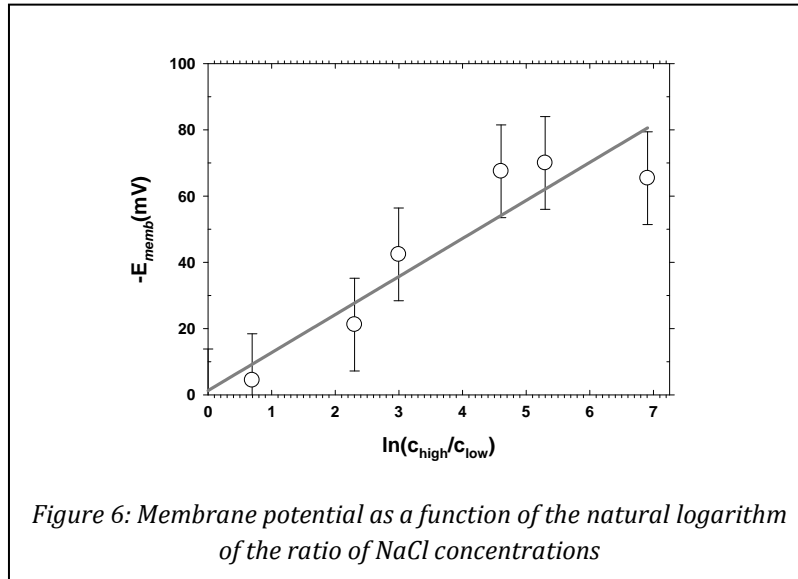 100
80
60
40
20
0
-E_memb(mV)
0 1 2 3 4 5 6 7
ln(c_high/c_low)
Figure 6: Membrane potential as a function of the natural logarithm
of the ratio of NaCl concentrations